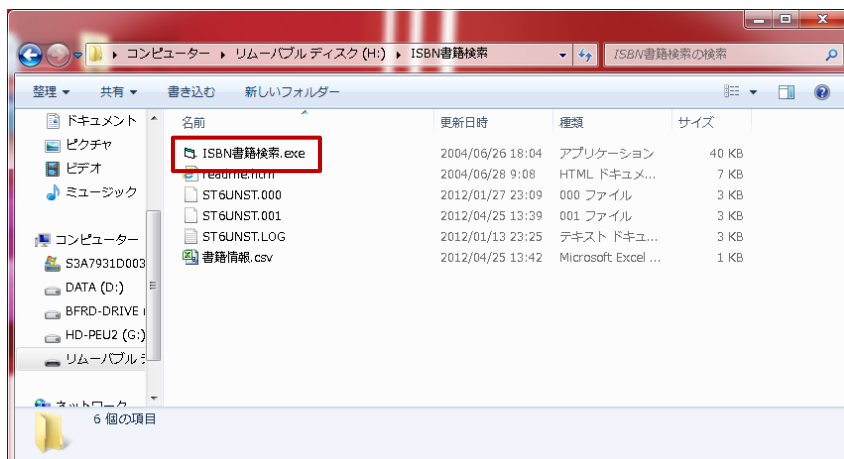 コンピューター ▸ リムーバブル ディスク (H:) ▸ ISBN書籍検索
ISBN書籍検索の検索
整理 共有 書き込む 新しいフォルダー
ドキュメント
ピクチャ
ビデオ
ミュージック
コンピューター
S3A7931D003
DATA (D:)
BFRD-DRIVE
HD-PEU2 (G:)
リムーバブル
ネットワーク
名前 更新日時 種類 サイズ
ISBN書籍検索.exe 2004/06/26 18:04 アプリケーション 40 KB
readme.htm 2004/06/28 9:08 HTML ドキュメ... 7 KB
ST6UNST.000 2012/01/27 23:09 000 ファイル 3 KB
ST6UNST.001 2012/04/25 13:39 001 ファイル 3 KB
ST6UNST.LOG 2012/01/13 23:25 テキスト ドキュ... 3 KB
書籍情報.csv 2012/04/25 13:42 Microsoft Excel ... 1 KB
6 個の項目